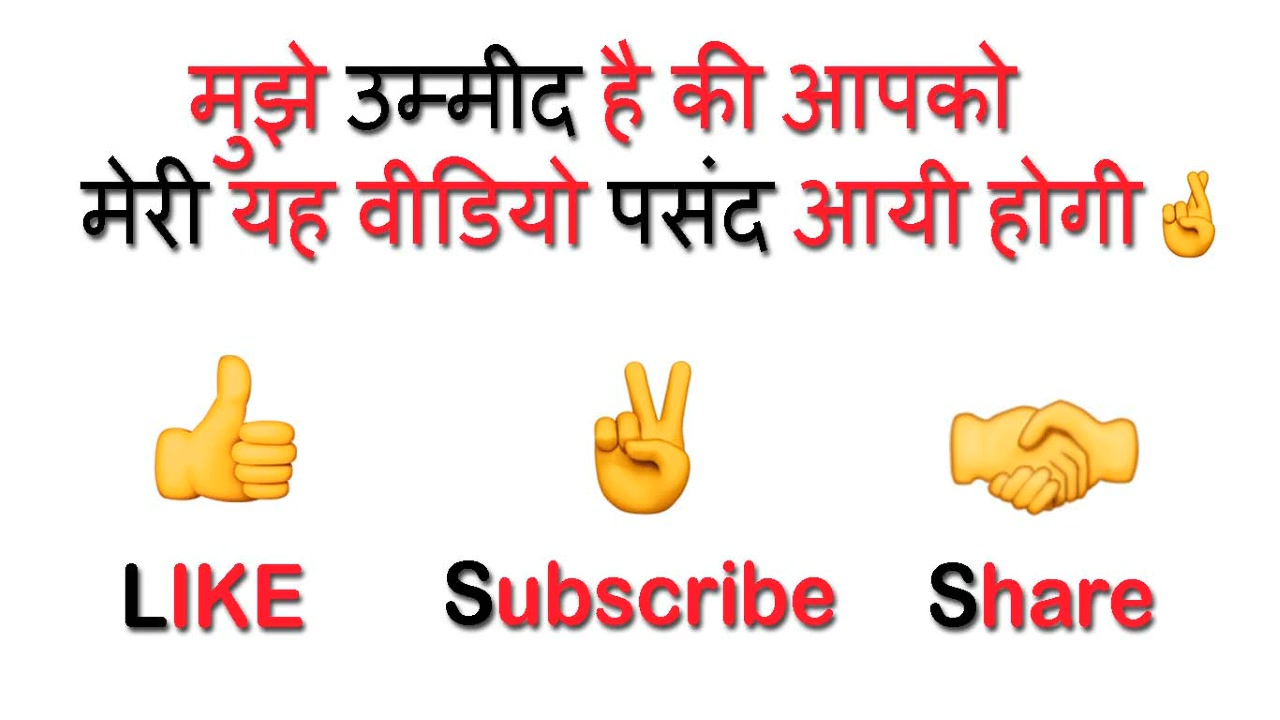 मुझे उम्मीद है की आपको
मेरी यह वीडियो पसंद आयी होगी🤞
LIKE Subscribe Share